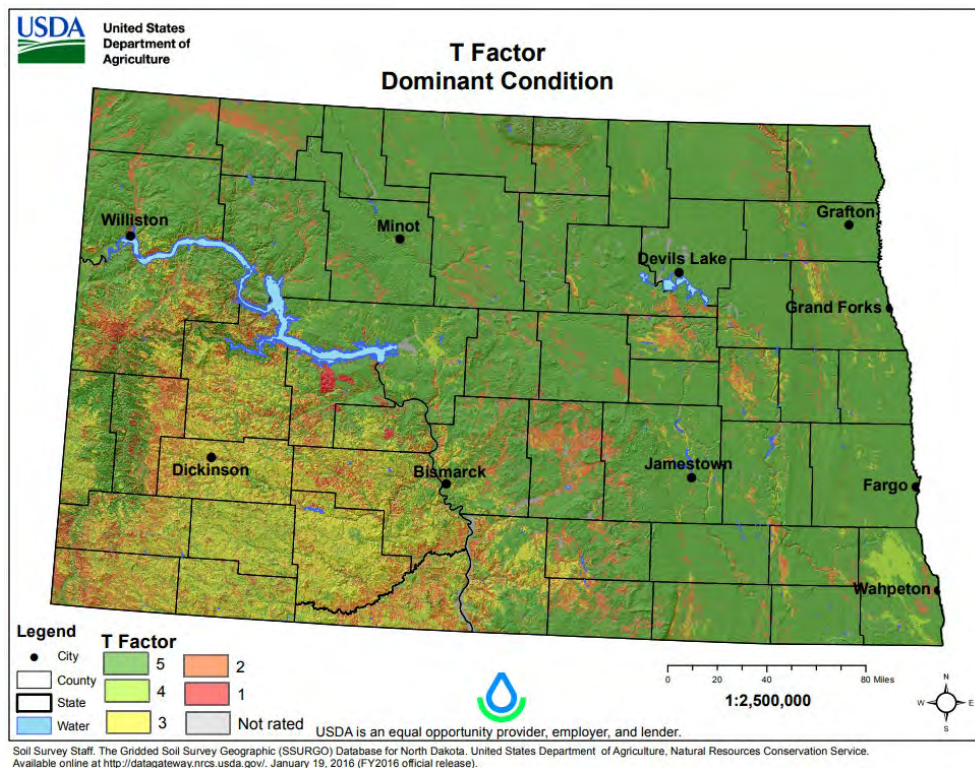 USDA
United States
Department of
Agriculture
T Factor
Dominant Condition
Williston
Minot
Grafton
Devils Lake
Grand Forks
Dickinson
Bismarck
Jamestown
Fargo
Wahpeton
Legend
City
County
State
Water
T Factor
5
4
3
2
1
Not rated
0 10 20 40 60 80 Miles
1:2,500,000
N
W E
S
USDA is an equal opportunity provider, employer, and lender.
Soil Survey Staff. The Gridded Soil Survey Geographic (SSURGO) Database for North Dakota. United States Department of Agriculture, Natural Resources Conservation Service.
Available online at http://datagateway.nrcs.usda.gov/. January 19, 2016 (FY2016 official release).